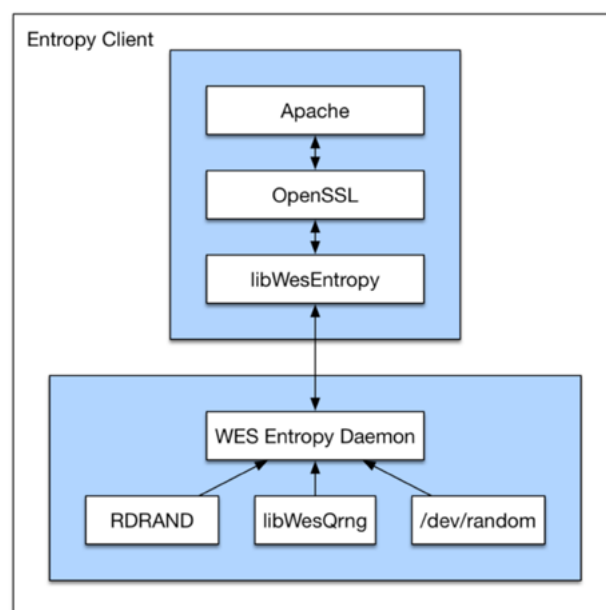 Entropy Client
Apache
OpenSSL
libWesEntropy
WES Entropy Daemon
RDRAND
libWesQrng
/dev/random